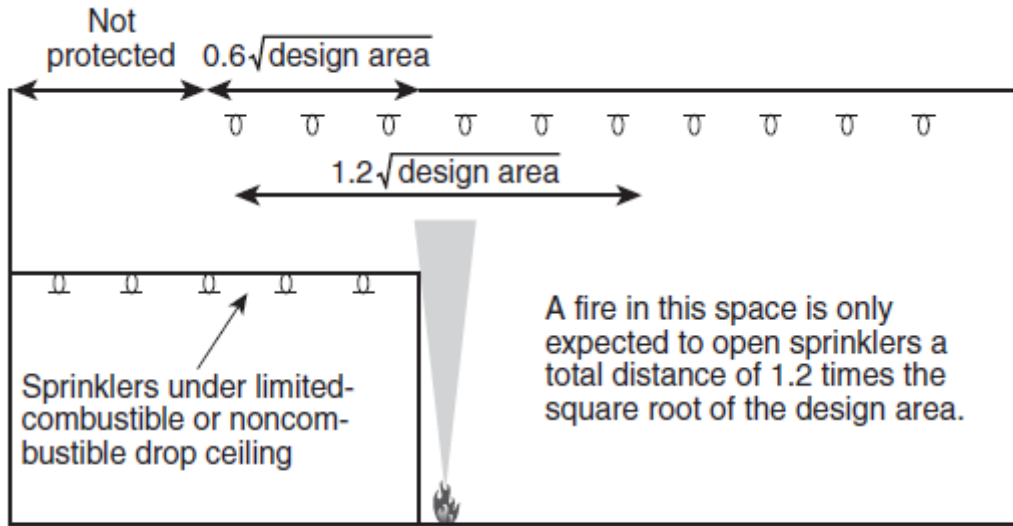 Not
protected
0.6√design area
1.2√design area
Sprinklers under limited-
combustible or noncom-
bustible drop ceiling
A fire in this space is only
expected to open sprinklers a
total distance of 1.2 times the
square root of the design area.